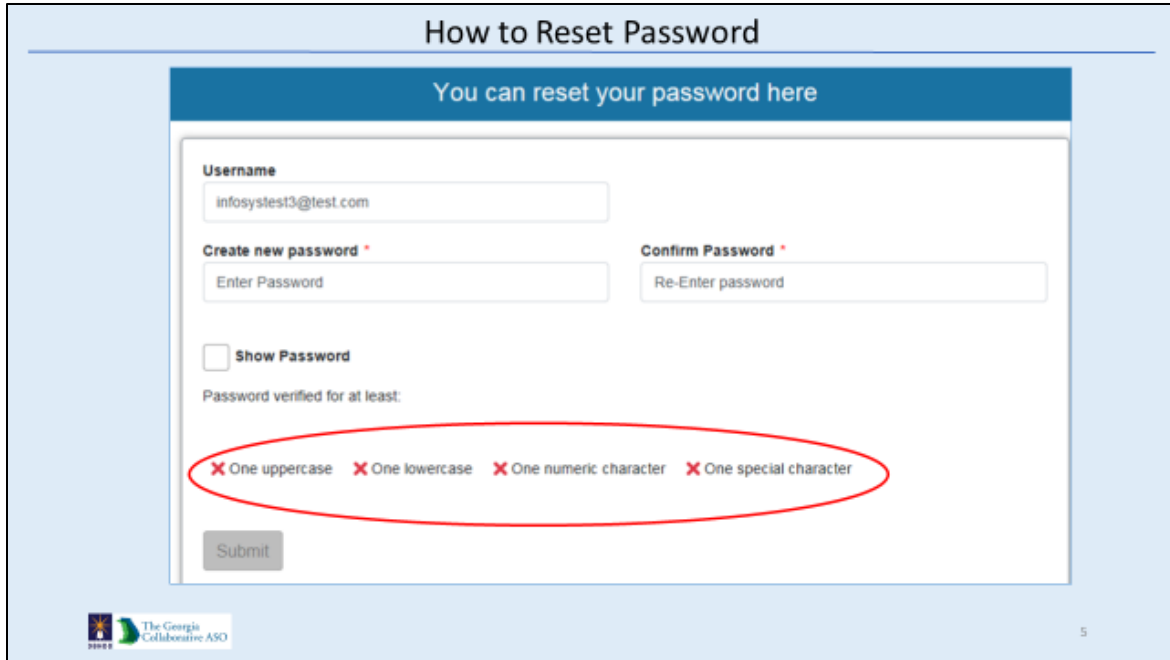 How to Reset Password
You can reset your password here
Username
infosystest3@test.com
Create new password * Confirm Password *
Enter Password Re-Enter password
Show Password
Password verified for at least:
One uppercase One lowercase One numeric character One special character
Submit
The Georgia
Collaborative ASO
5